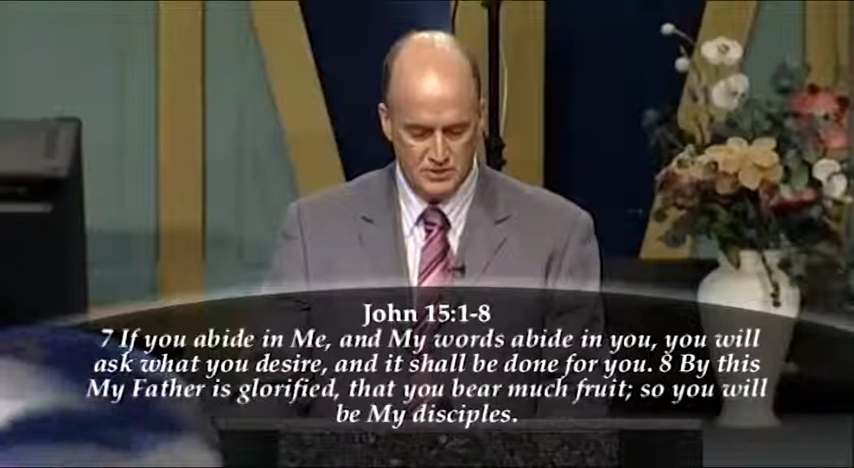 John 15:1-8
7 If you abide in Me, and My words abide in you, you will
ask what you desire, and it shall be done for you. 8 By this
My Father is glorified, that you bear much fruit; so you will
be My disciples.